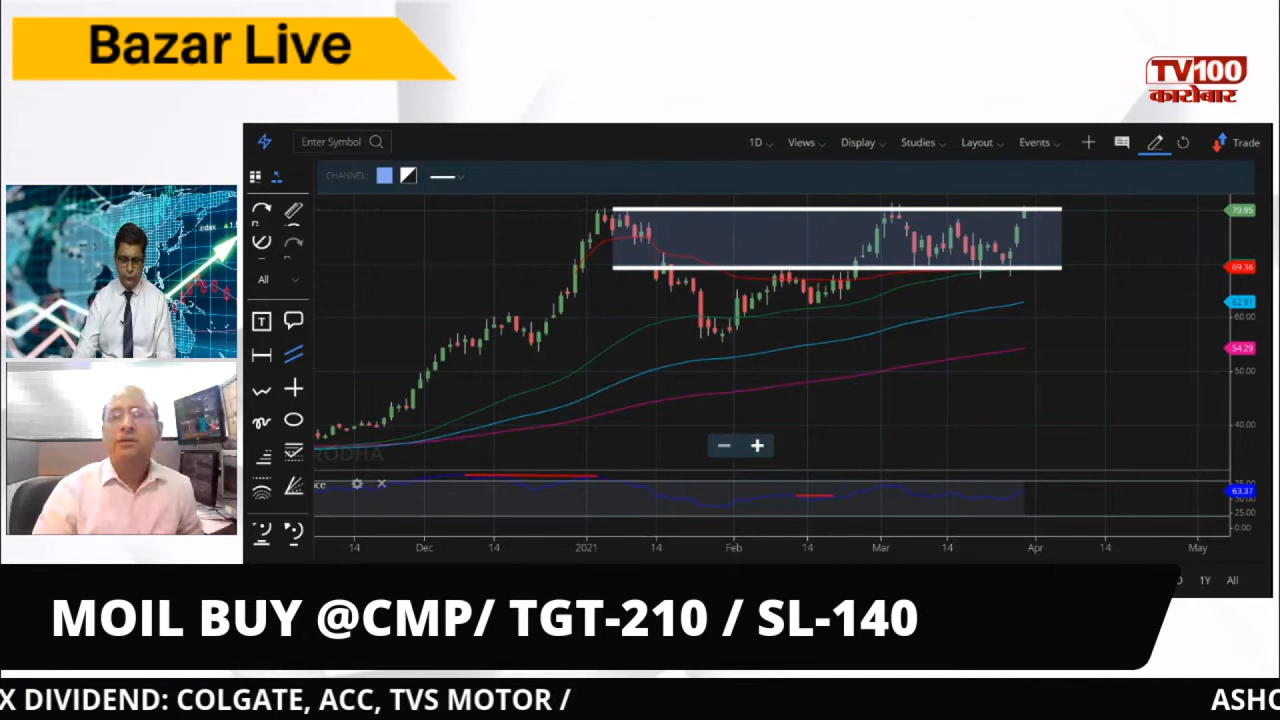 Bazar Live
TV100
कारोबार
Enter Symbol
1D Views Display Studies Layout Events Trade
CHANNEL:
All
T
79.95
69.36
62.91
60.00
54.29
50.00
40.00
RODHA
ce
63.37
25.00
0.00
14 Dec 14 2021 14 Feb 14 Mar 14 Apr 14 May
1Y All
MOIL BUY @CMP/ TGT-210 / SL-140
X DIVIDEND: COLGATE, ACC, TVS MOTOR / ASHO